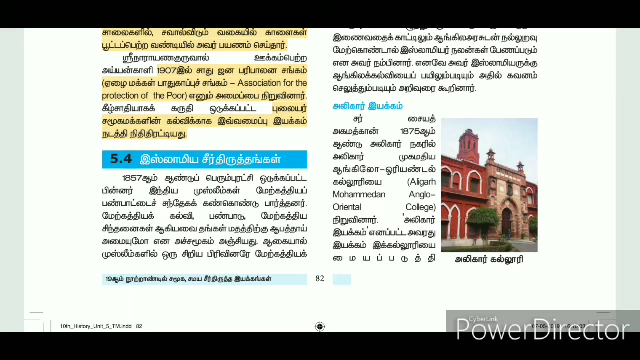 சாலைகளில், சவால்விடும் வகையில் காளைகள்
பூட்டப்பெற்ற வண்டியில் அவர் பயணம் செய்தார்.
ஸ்ரீநாராயணகுருவால் ஊக்கம்பெற்ற
அய்யன்காளி 1907இல் சாது ஜன பரிபாலன சங்கம்
(ஏழை மக்கள் பாதுகாப்புச் சங்கம் – Association for the
protection of the Poor) எனும் அமைப்பை நிறுவினார்.
கீழ்சாதியாகக் கருதி ஒடுக்கப்பட்ட புலையர்
சமூகமக்களின் கல்விக்காக இவ்வமைப்பு இயக்கம்
நடத்தி நிதிதிரட்டியது.
5.4 இஸ்லாமிய சீர்திருத்தங்கள்
1857ஆம் ஆண்டுப் பெரும்புரட்சி ஒடுக்கப்பட்ட
பின்னர் இந்திய முஸ்லீம்கள் மேற்கத்தியப்
பண்பாட்டைச் சந்தேகக் கண்கொண்டு பார்த்தனர்.
மேற்கத்தியக் கல்வி, பண்பாடு, மேற்கத்திய
சிந்தனைகள் ஆகியவை தங்கள் மதத்திற்கு ஆபத்தாய்
அமையுமோ என அச்சமூகம் அஞ்சியது. ஆகையால்
முஸ்லீம்களில் ஒரு சிறிய பிரிவினரே மேற்கத்தியக்
இணைவதைக் காட்டிலும் ஆங்கிலஅரசுடன் நல்லுறவு
மேற்கொண்டால் இஸ்லாமியர் நலன்கள் பேணப்படும்
என அவர் நம்பினார். எனவே அவர் இஸ்லாமியருக்கு
ஆங்கிலக்கல்வியைப் பயிலும்படியும் அதில் கவனம்
செலுத்தும்படியும் அறிவுரை கூறினார்.
அலிகார் இயக்கம்
சர் சையத்
அகமத்கான் 1875ஆம்
ஆண்டு அலிகார் நகரில்
அலிகார் முகமதிய
ஆங்கிலோ–ஓரியண்டல்
கல்லூரியை (Aligarh
Mohammedan Anglo–
Oriental College)
நிறுவினார். 'அலிகார்
இயக்கம்' எனப்பட்ட அவரது
இயக்கம் இக்கல்லூரியை
மையப்படுத்தி
அலிகார் கல்லூரி
19ஆம் நூற்றாண்டில் சமூக, சமய சீர்திருத்த இயக்கங்கள்
82
10th_History_Unit_5_TM.indd 82
CyberLink
PowerDirector